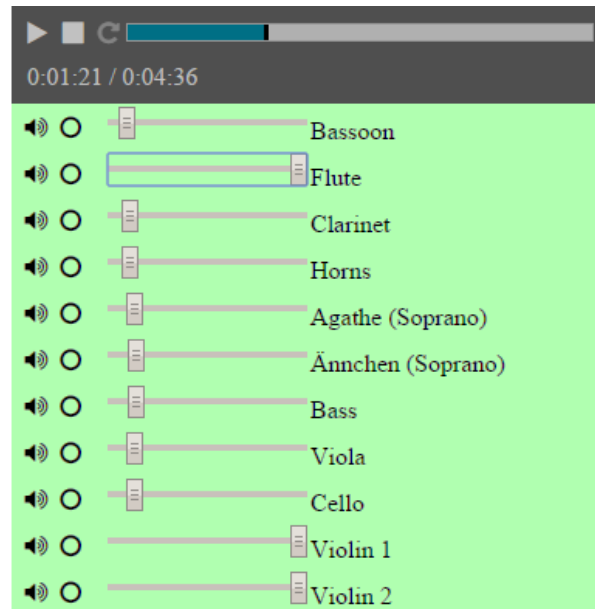 0:01:21 / 0:04:36
Bassoon
Flute
Clarinet
Horns
Agathe (Soprano)
Ännchen (Soprano)
Bass
Viola
Cello
Violin 1
Violin 2